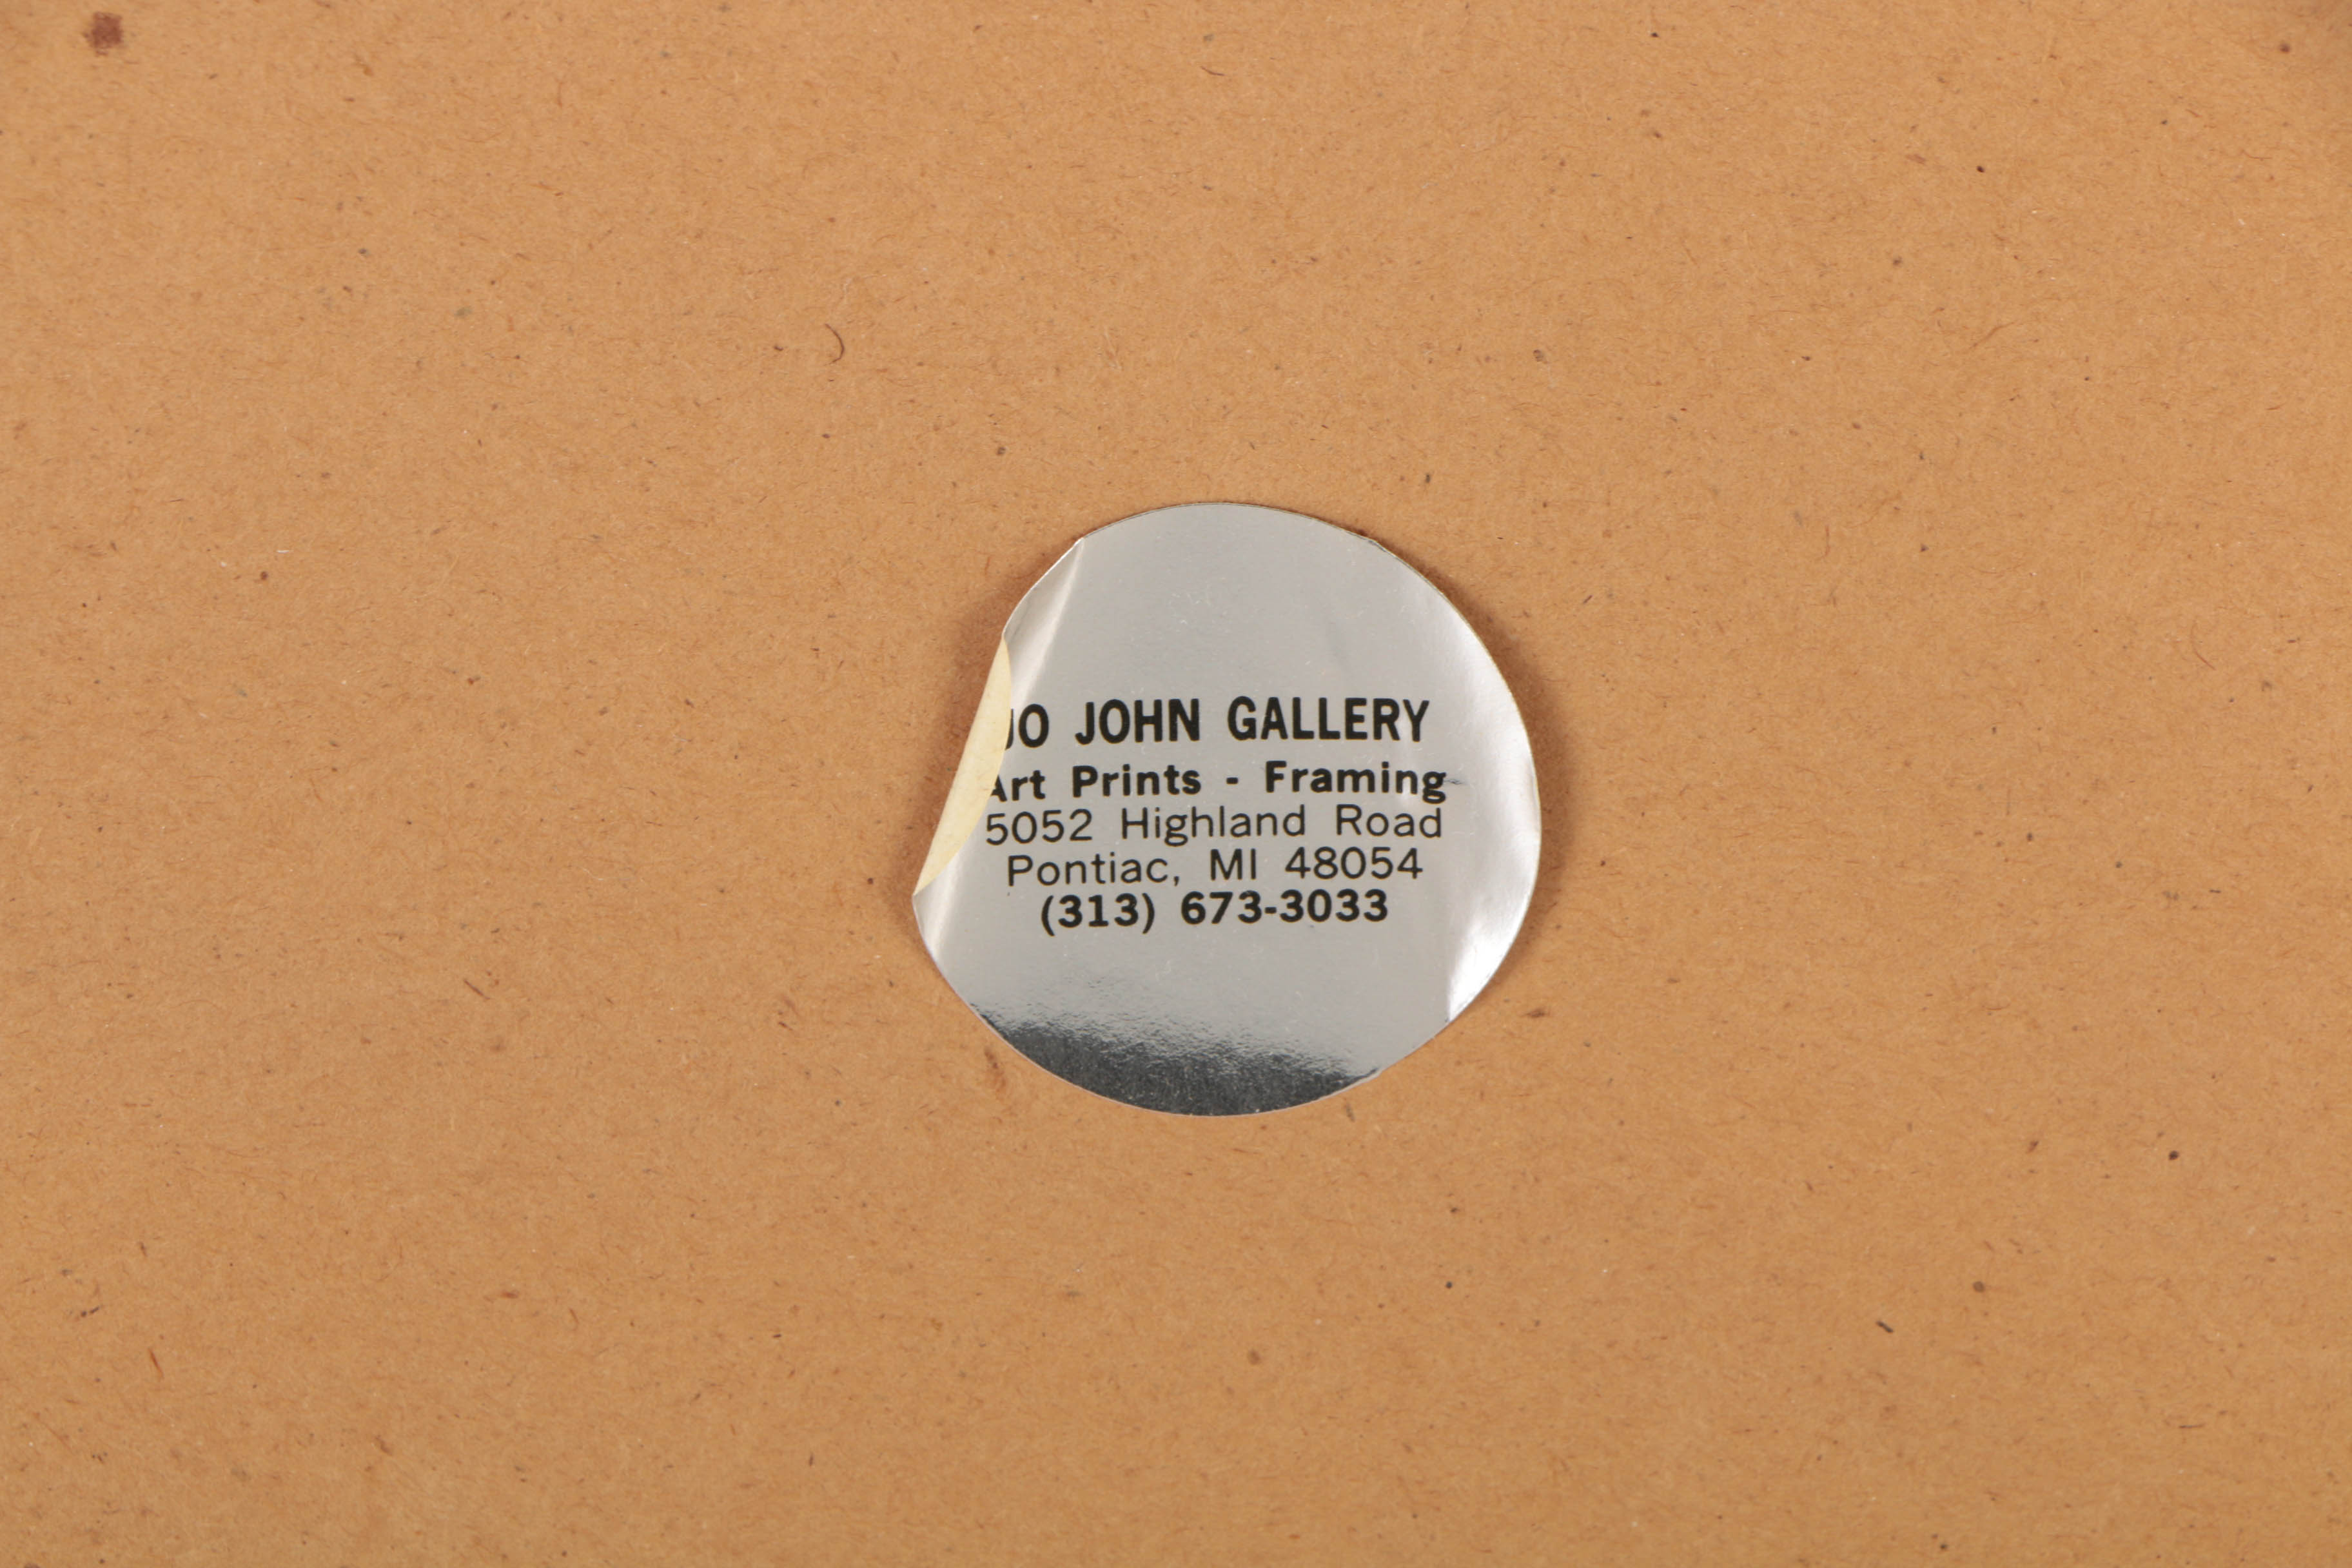 JO JOHN GALLERY
Art Prints - Framing
5052 Highland Road
Pontiac, MI 48054
(313) 673-3033